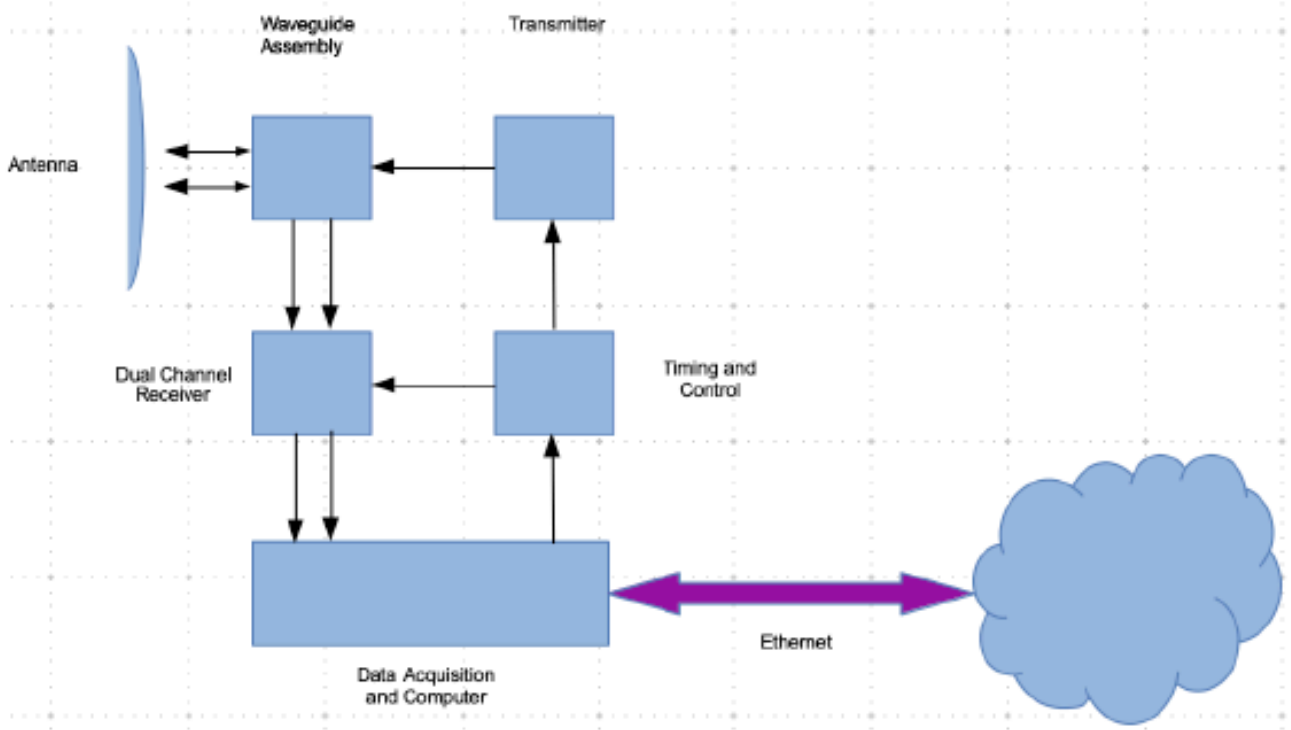 Waveguide
Assembly
Transmitter
Antenna
Dual Channel
Receiver
Timing and
Control
Ethernet
Data Acquisition
and Computer